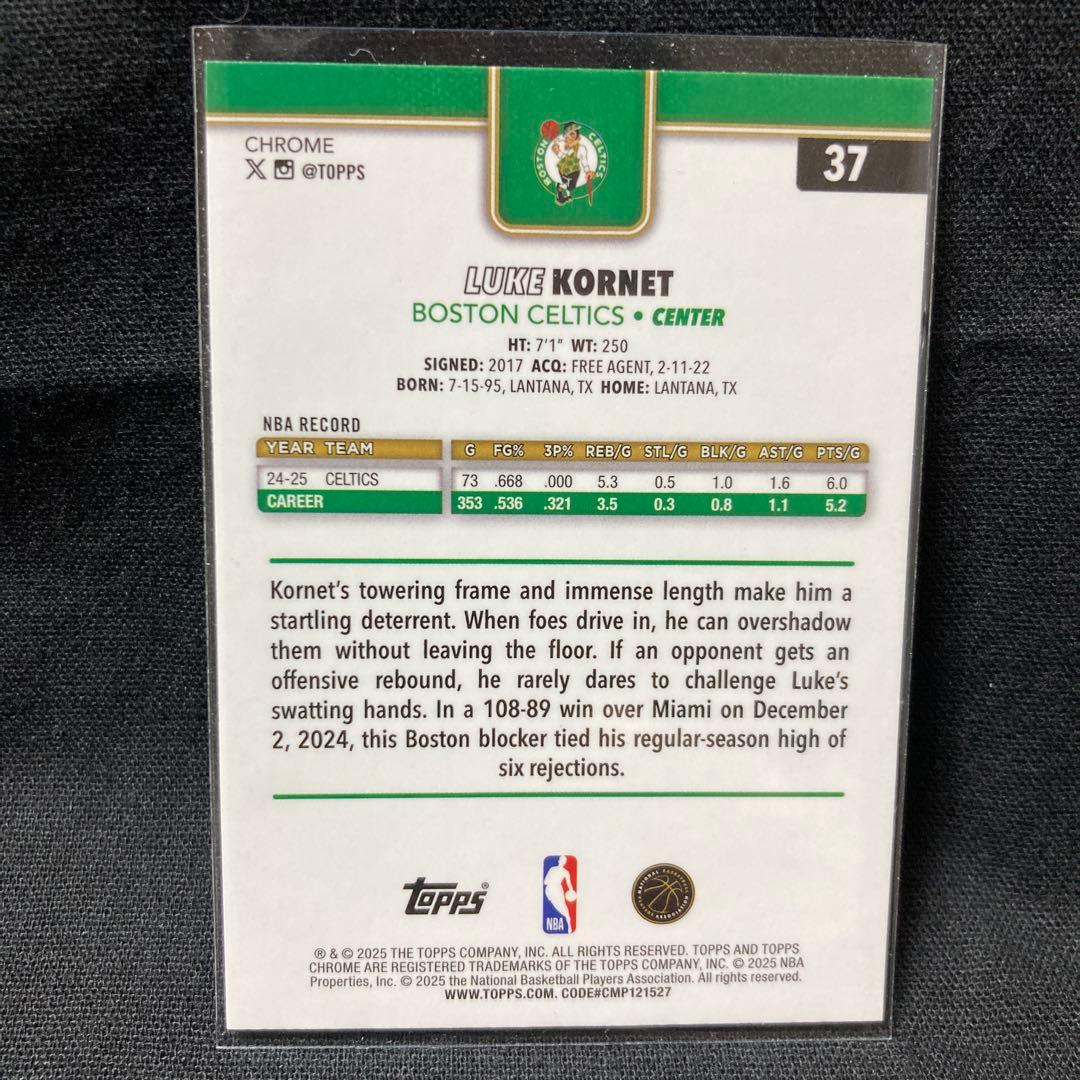 CHROME
@TOPPS
37
BOSTON CELTICS
LUKE KORNET
BOSTON CELTICS • CENTER
HT: 7'1" WT: 250
SIGNED: 2017 ACQ: FREE AGENT, 2-11-22
BORN: 7-15-95, LANTANA, TX HOME: LANTANA, TX
NBA RECORD
YEAR TEAM G FG% 3P% REB/G STL/G BLK/G AST/G PTS/G
24-25 CELTICS 73 .668 .000 5.3 0.5 1.0 1.6 6.0
CAREER 353 .536 .321 3.5 0.3 0.8 1.1 5.2
Kornet's towering frame and immense length make him a
startling deterrent. When foes drive in, he can overshadow
them without leaving the floor. If an opponent gets an
offensive rebound, he rarely dares to challenge Luke's
swatting hands. In a 108-89 win over Miami on December
2, 2024, this Boston blocker tied his regular-season high of
six rejections.
topps®
NBA
NATIONAL BASKETBALL PLAYERS ASSOCIATION
® & © 2025 THE TOPPS COMPANY, INC. ALL RIGHTS RESERVED. TOPPS AND TOPPS
CHROME ARE REGISTERED TRADEMARKS OF THE TOPPS COMPANY, INC. © 2025 NBA
Properties, Inc. © 2025 the National Basketball Players Association. All rights reserved.
WWW.TOPPS.COM. CODE#CMP121527